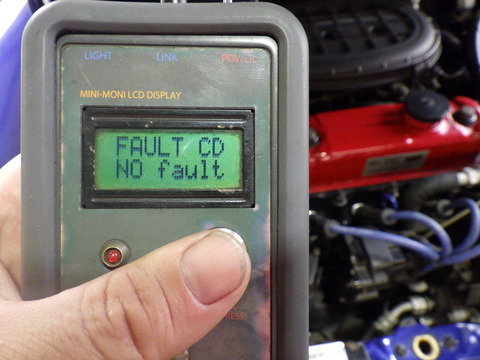 LIGHT LINK POWER
MINI-MONI LCD DISPLAY
FAULT CD
NO fault